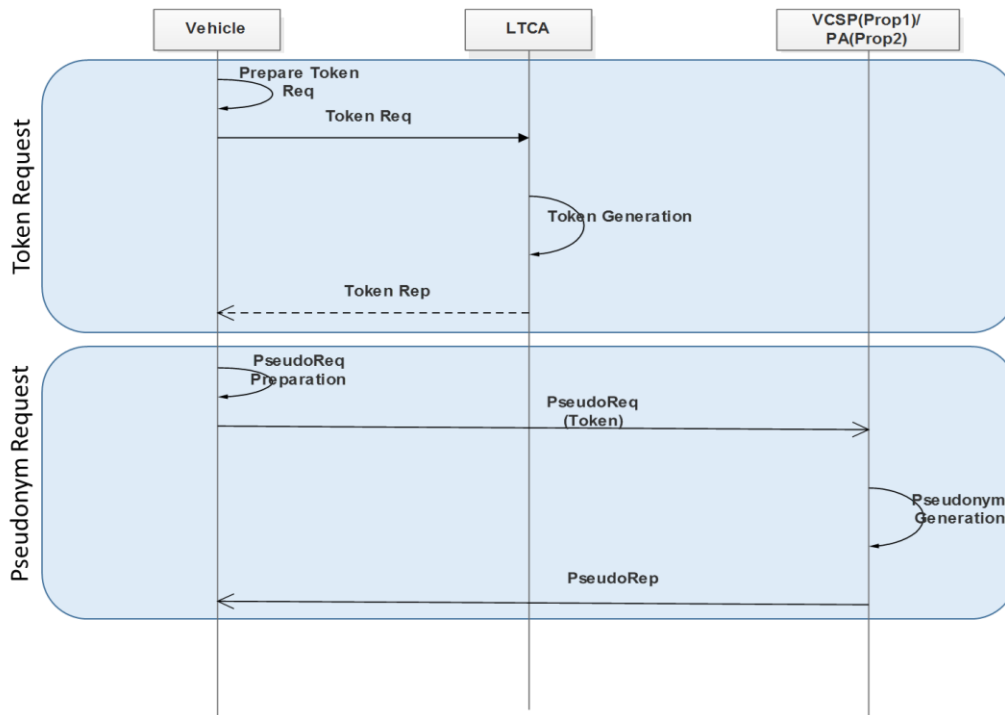 Vehicle
LTCA
VCSP(Prop1)/
PA(Prop2)
Token Request
Prepare Token
Req
Token Req
Token Generation
Token Rep
Pseudonym Request
PseudoReq
Preparation
PseudoReq
(Token)
Pseudonym
Generation
PseudoRep